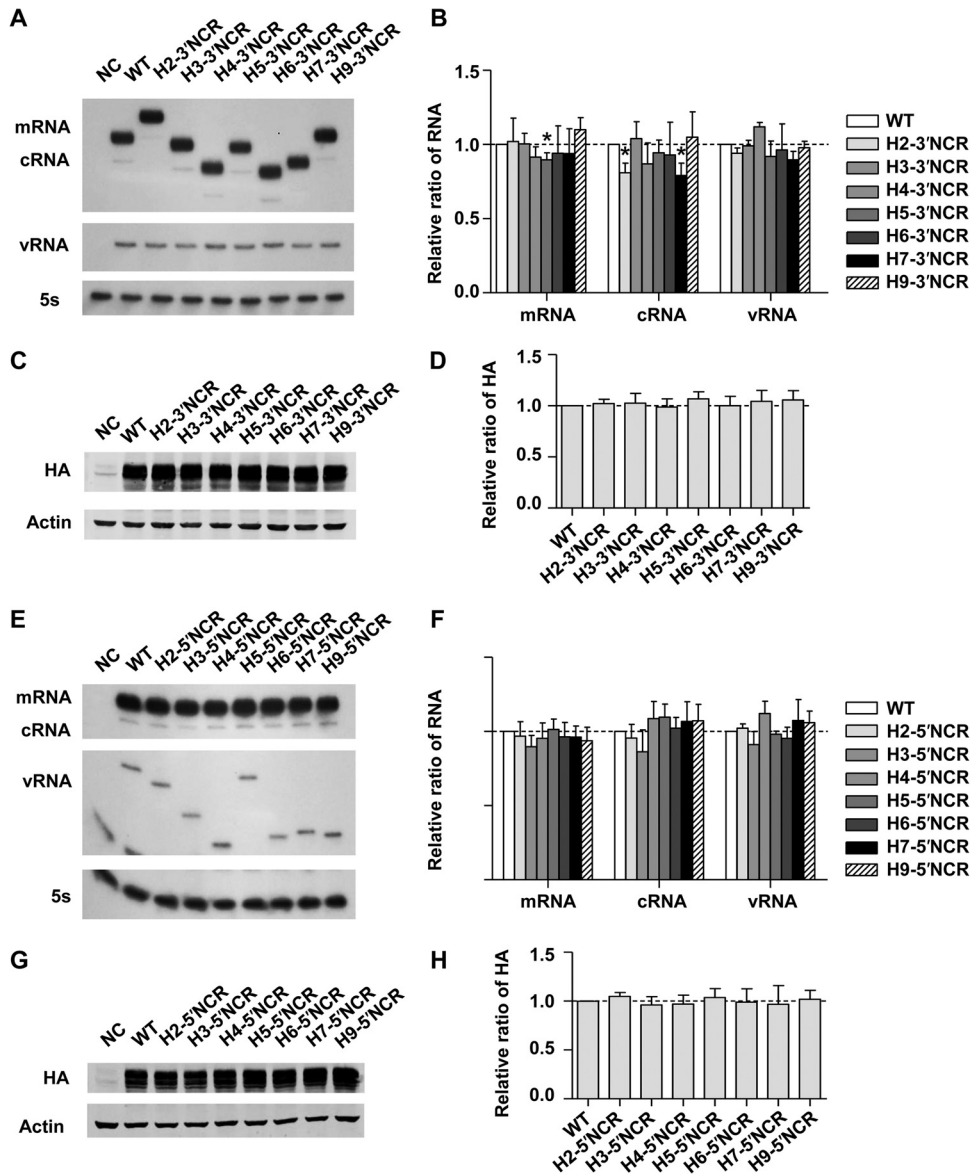 A
NC
WT
H2-3′NCR
H3-3′NCR
H4-3′NCR
H5-3′NCR
H6-3′NCR
H7-3′NCR
H9-3′NCR
mRNA
cRNA
vRNA
5s
B
Relative ratio of RNA
1.5
1.0
0.5
0.0
*
*
*
mRNA cRNA vRNA
WT
H2-3′NCR
H3-3′NCR
H4-3′NCR
H5-3′NCR
H6-3′NCR
H7-3′NCR
H9-3′NCR
C
NC
WT
H2-3′NCR
H3-3′NCR
H4-3′NCR
H5-3′NCR
H6-3′NCR
H7-3′NCR
H9-3′NCR
HA
Actin
D
Relative ratio of HA
1.5
1.0
0.5
0.0
WT
H2-3′NCR
H3-3′NCR
H4-3′NCR
H5-3′NCR
H6-3′NCR
H7-3′NCR
H9-3′NCR
E
NC
WT
H2-5′NCR
H3-5′NCR
H4-5′NCR
H5-5′NCR
H6-5′NCR
H7-5′NCR
H9-5′NCR
mRNA
cRNA
vRNA
5s
F
Relative ratio of RNA
mRNA cRNA vRNA
WT
H2-5′NCR
H3-5′NCR
H4-5′NCR
H5-5′NCR
H6-5′NCR
H7-5′NCR
H9-5′NCR
G
NC
WT
H2-5′NCR
H3-5′NCR
H4-5′NCR
H5-5′NCR
H6-5′NCR
H7-5′NCR
H9-5′NCR
HA
Actin
H
Relative ratio of HA
1.5
1.0
0.5
0.0
WT
H2-5′NCR
H3-5′NCR
H4-5′NCR
H5-5′NCR
H6-5′NCR
H7-5′NCR
H9-5′NCR